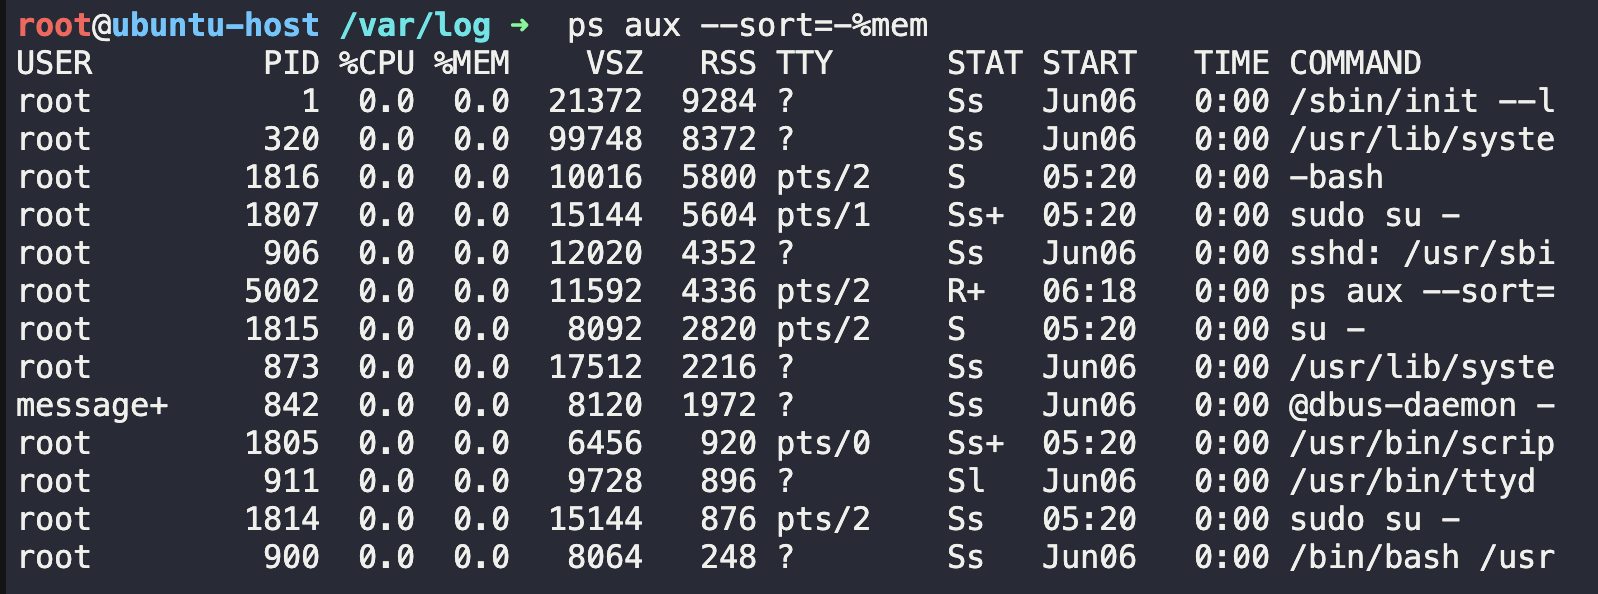 root@ubuntu-host /var/log ➜  ps aux --sort=-%mem
USER         PID %CPU %MEM    VSZ   RSS TTY      STAT START   TIME COMMAND
root           1  0.0  0.0  21372  9284 ?        Ss   Jun06   0:00 /sbin/init --l
root         320  0.0  0.0  99748  8372 ?        Ss   Jun06   0:00 /usr/lib/syste
root        1816  0.0  0.0  10016  5800 pts/2    S    05:20   0:00 -bash
root        1807  0.0  0.0  15144  5604 pts/1    Ss+  05:20   0:00 sudo su -
root         906  0.0  0.0  12020  4352 ?        Ss   Jun06   0:00 sshd: /usr/sbi
root        5002  0.0  0.0  11592  4336 pts/2    R+   06:18   0:00 ps aux --sort=
root        1815  0.0  0.0   8092  2820 pts/2    S    05:20   0:00 su -
root         873  0.0  0.0  17512  2216 ?        Ss   Jun06   0:00 /usr/lib/syste
message+     842  0.0  0.0   8120  1972 ?        Ss   Jun06   0:00 @dbus-daemon -
root        1805  0.0  0.0   6456   920 pts/0    Ss+  05:20   0:00 /usr/bin/scrip
root         911  0.0  0.0   9728   896 ?        Sl   Jun06   0:00 /usr/bin/ttyd
root        1814  0.0  0.0  15144   876 pts/2    Ss   05:20   0:00 sudo su -
root         900  0.0  0.0   8064   248 ?        Ss   Jun06   0:00 /bin/bash /usr